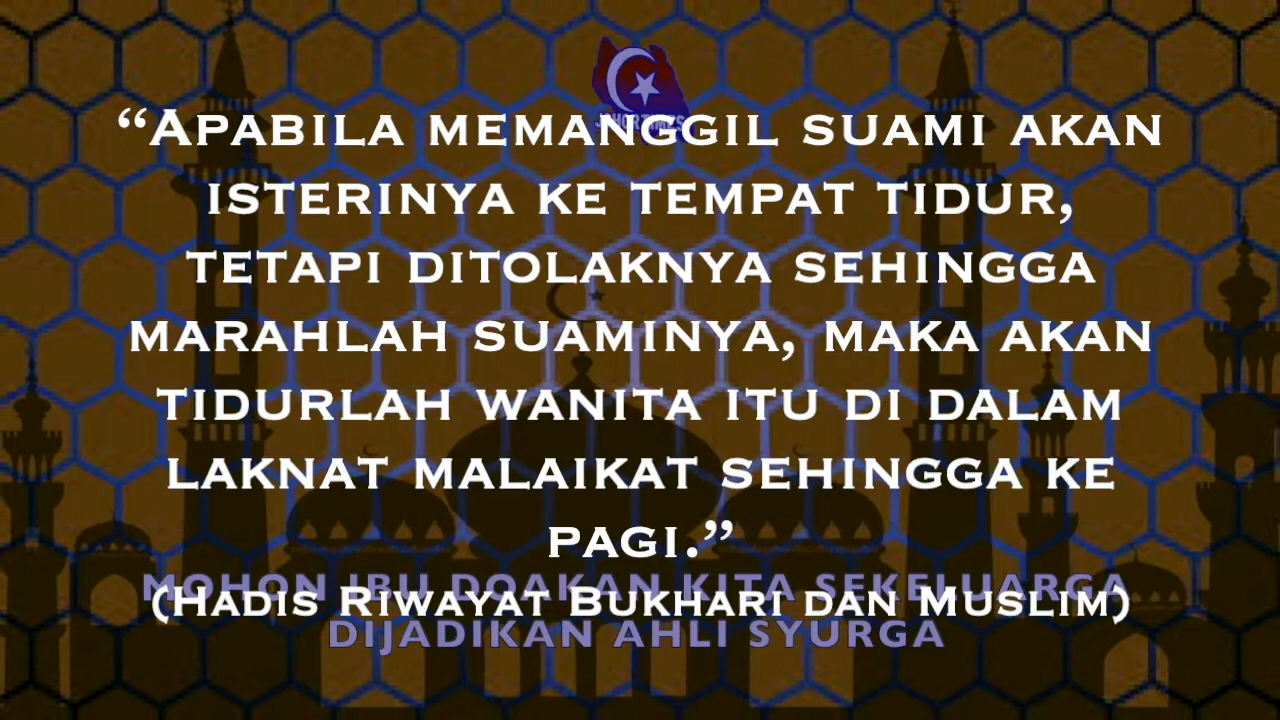 JOHORTIMES
“APABILA MEMANGGIL SUAMI AKAN
ISTERINYA KE TEMPAT TIDUR,
TETAPI DITOLAKNYA SEHINGGA
MARAHLAH SUAMINYA, MAKA AKAN
TIDURLAH WANITA ITU DI DALAM
LAKNAT MALAIKAT SEHINGGA KE
PAGI.”
MOHON IBU DOAKAN KITA SEKELUARGA
(HADIS RIWAYAT BUKHARI DAN MUSLIM)
DIJADIKAN AHLI SYURGA